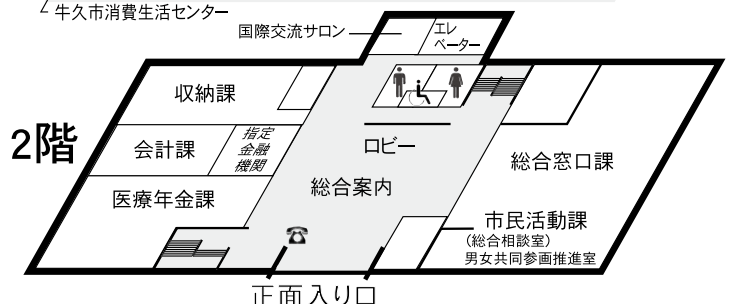 牛久市消費生活センター
国際交流サロン
エレ
ベーター
収納課
2階
会計課
指定
金融
機関
ロビー
総合窓口課
医療年金課
総合案内
市民活動課
(総合相談室)
男女共同参画推進室
正面入り口